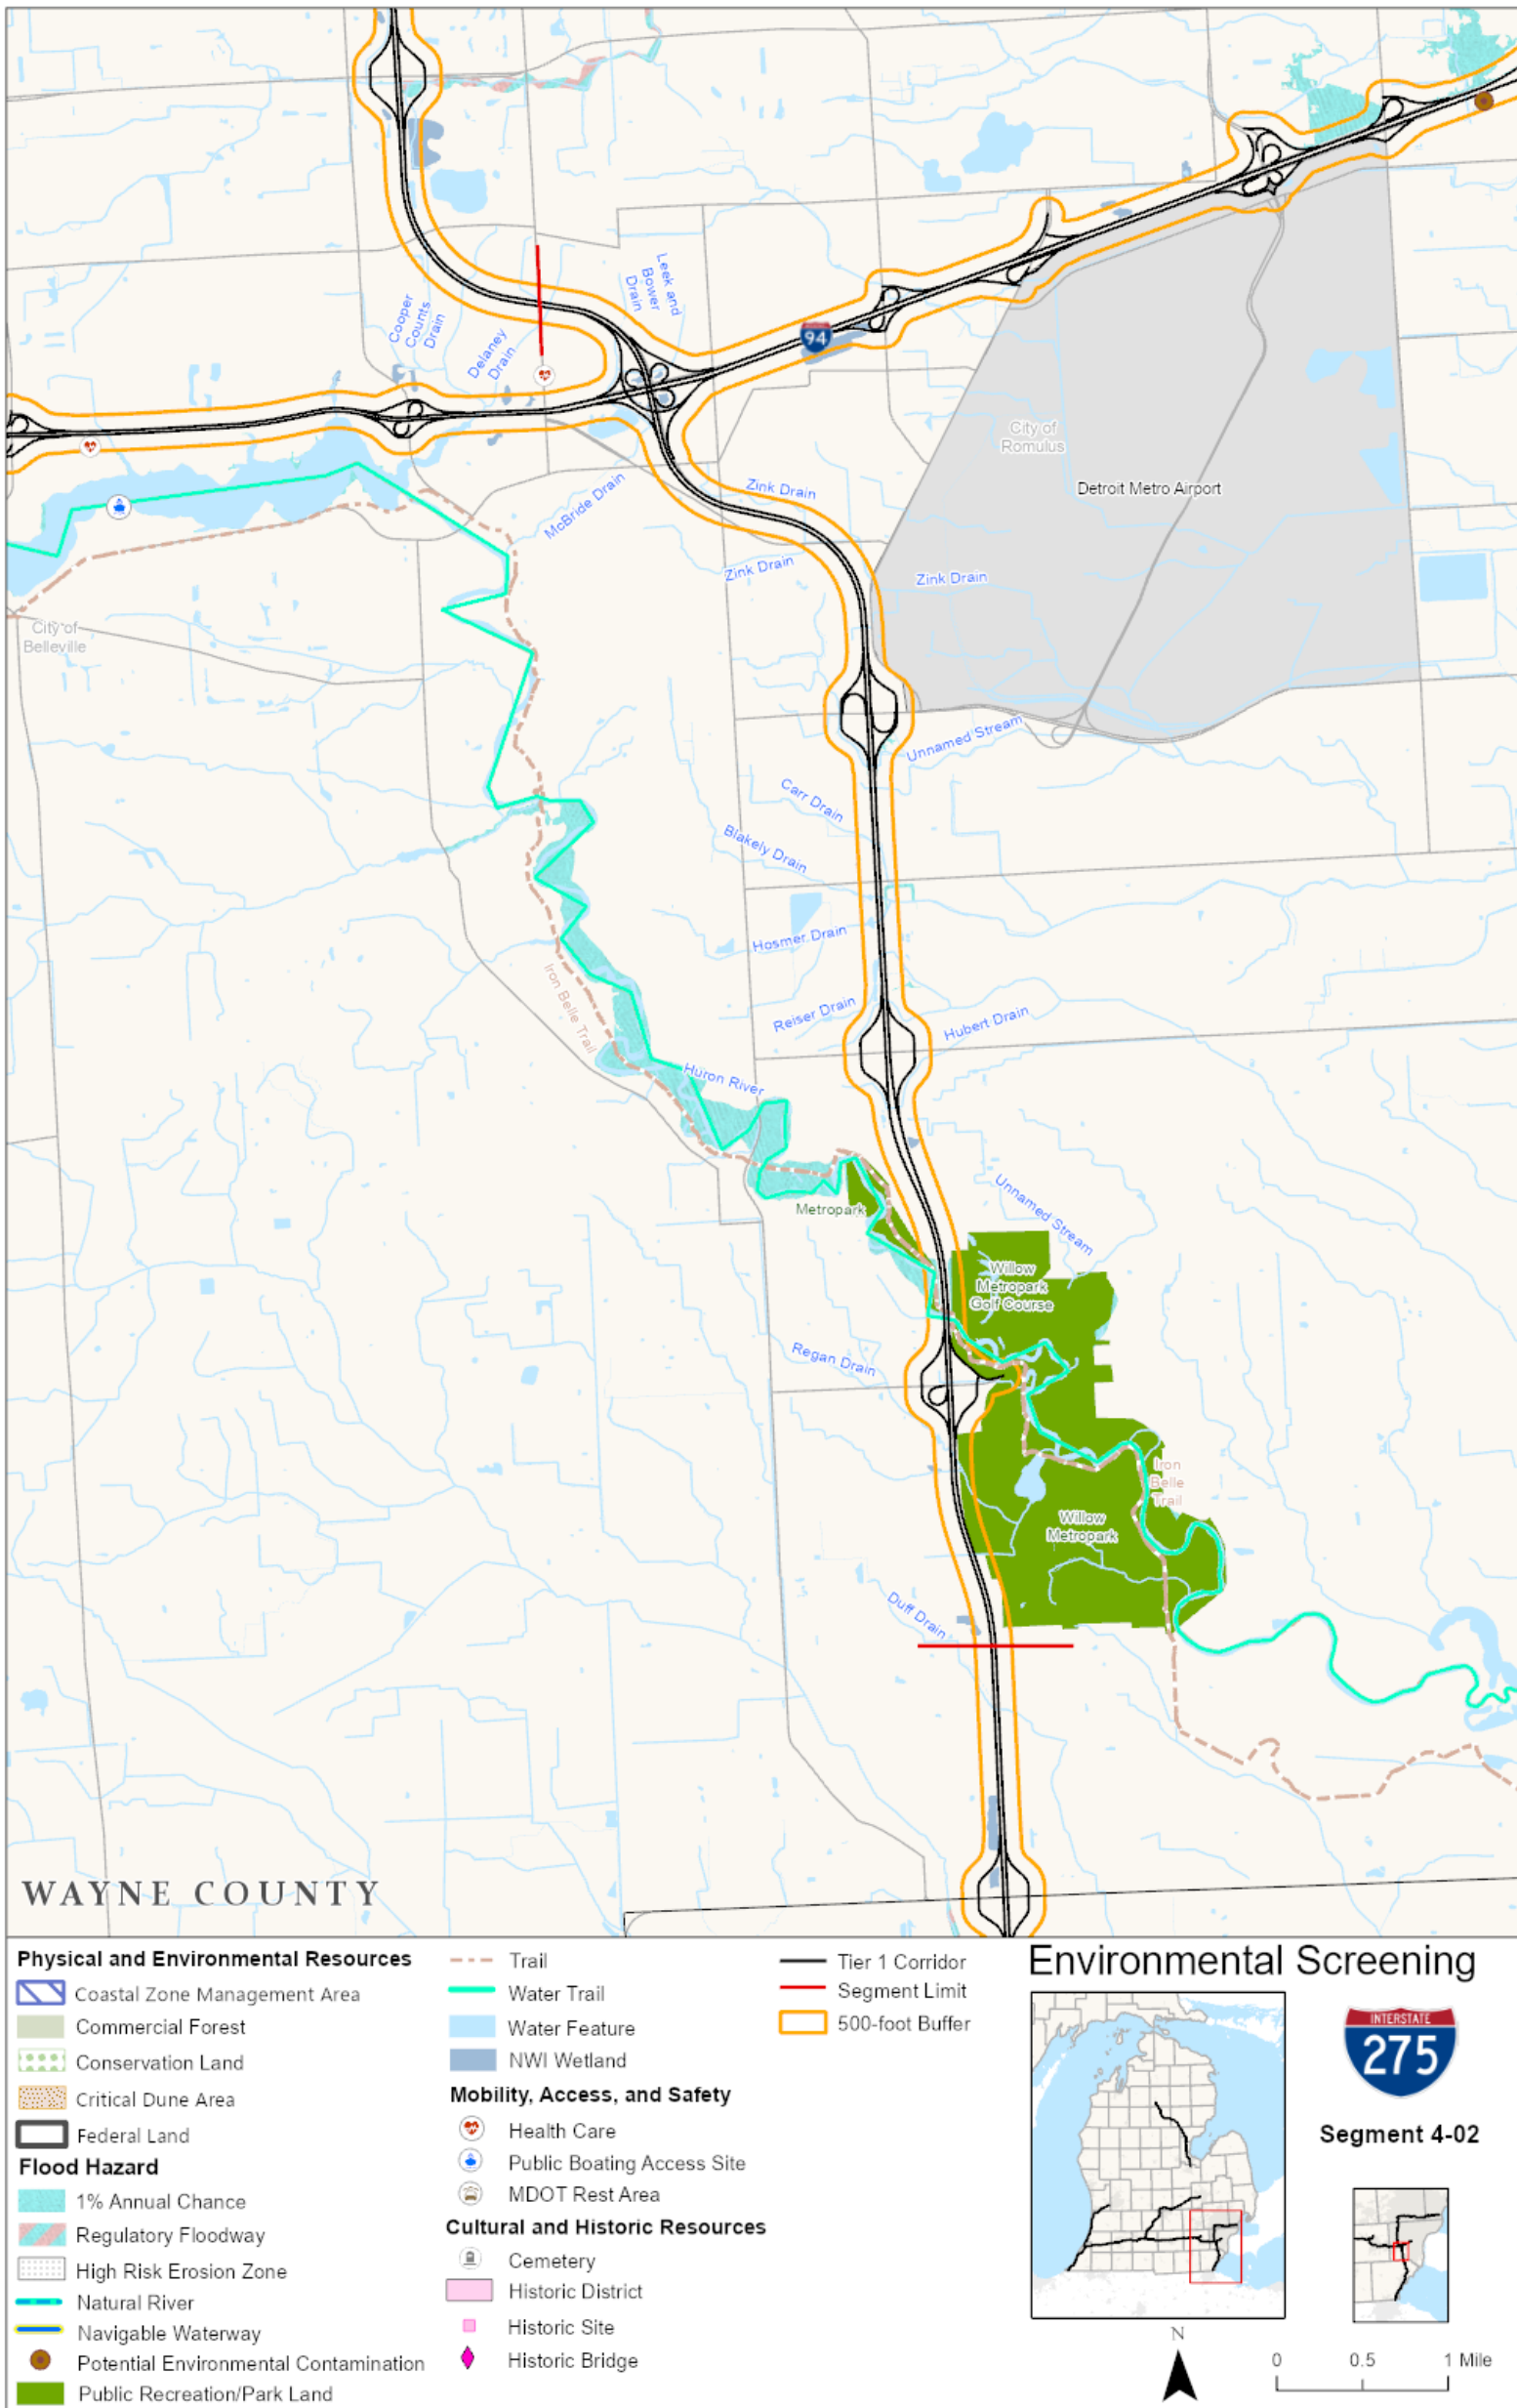 Leek and
Bower
Drain
Cooper
Counts
Drain
Delaney
Drain
94
City of
Romulus
Detroit Metro Airport
Zink Drain
McBride Drain
Zink Drain
Zink Drain
City of
Belleville
Unnamed Stream
Carr Drain
Blakely Drain
Hosmer Drain
Iron Belle Trail
Reiser Drain
Hubert Drain
Huron River
Unnamed Stream
Metropark
Willow
Metropark
Golf Course
Regan Drain
Iron
Belle
Trail
Willow
Metropark
Duff Drain
WAYNE COUNTY
Physical and Environmental Resources
Coastal Zone Management Area
Commercial Forest
Conservation Land
Critical Dune Area
Federal Land
Flood Hazard
1% Annual Chance
Regulatory Floodway
High Risk Erosion Zone
Natural River
Navigable Waterway
Potential Environmental Contamination
Public Recreation/Park Land
Trail
Water Trail
Water Feature
NWI Wetland
Mobility, Access, and Safety
Health Care
Public Boating Access Site
MDOT Rest Area
Cultural and Historic Resources
Cemetery
Historic District
Historic Site
Historic Bridge
Tier 1 Corridor
Segment Limit
500-foot Buffer
Environmental Screening
INTERSTATE
275
Segment 4-02
N
0 0.5 1 Mile